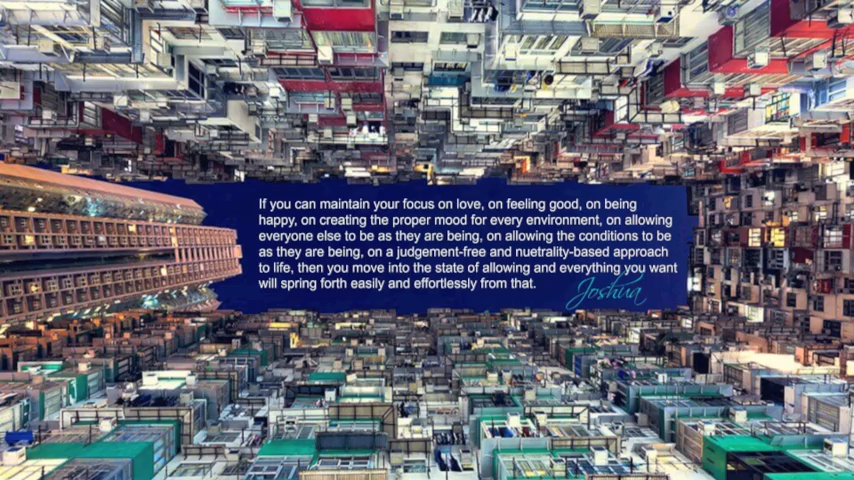 If you can maintain your focus on love, on feeling good, on being
happy, on creating the proper mood for every environment, on allowing
everyone else to be as they are being, on allowing the conditions to be
as they are being, on a judgement-free and nuetrality-based approach
to life, then you move into the state of allowing and everything you want
will spring forth easily and effortlessly from that.
Joshua